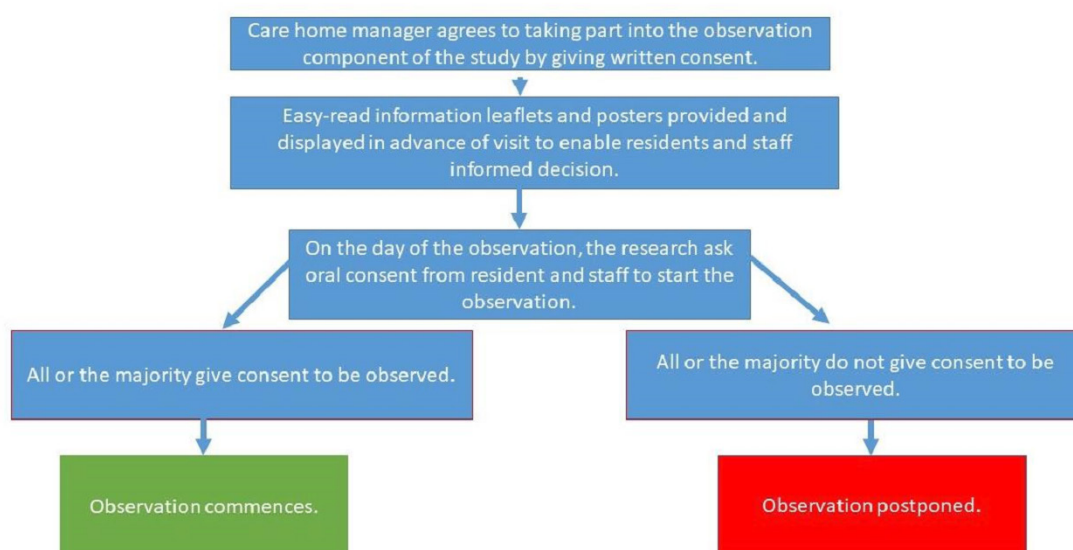 Care home manager agrees to taking part into the observation
component of the study by giving written consent.
Easy-read information leaflets and posters provided and
displayed in advance of visit to enable residents and staff
informed decision.
On the day of the observation, the research ask
oral consent from resident and staff to start the
observation.
All or the majority give consent to be observed.
All or the majority do not give consent to be
observed.
Observation commences.
Observation postponed.